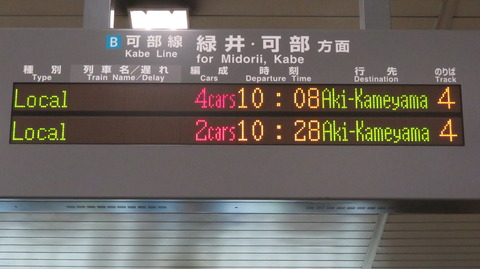 B 可部線 緑井・可部 方面
Kabe Line for Midorii, Kabe
種別 列車名/遅れ 編成 時刻 行先 のりば
Type Train Name/Delay Cars Departure Time Destination Track
Local 4cars 10:08 Aki-Kameyama 4
Local 2cars 10:28 Aki-Kameyama 4